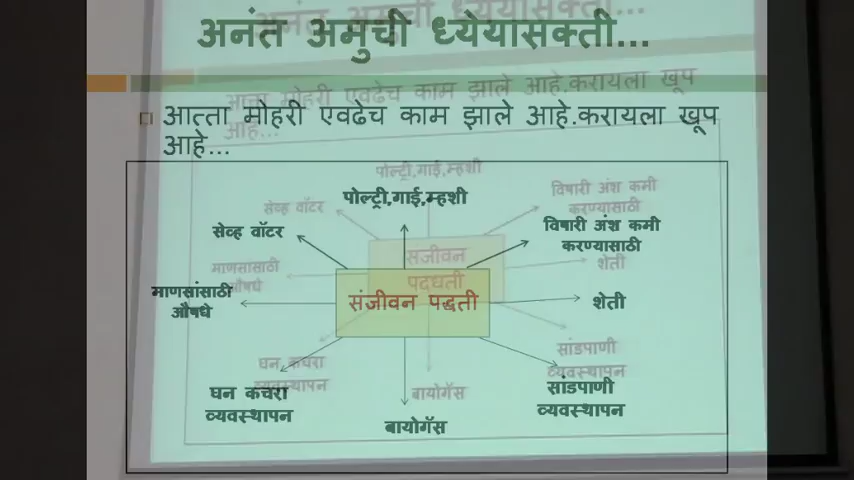 अनंत अमुची ध्येयासक्ती...
आत्ता मोहरी एवढेच काम झाले आहे.करायला खूप
आहे...
पोल्ट्री,गाई,म्हशी
सेव्ह वॉटर
विषारी अंश कमी
करण्यासाठी
माणसांसाठी
औषधे
संजीवन पद्धती
शेती
घन कचरा
व्यवस्थापन
सांडपाणी
व्यवस्थापन
बायोगॅस